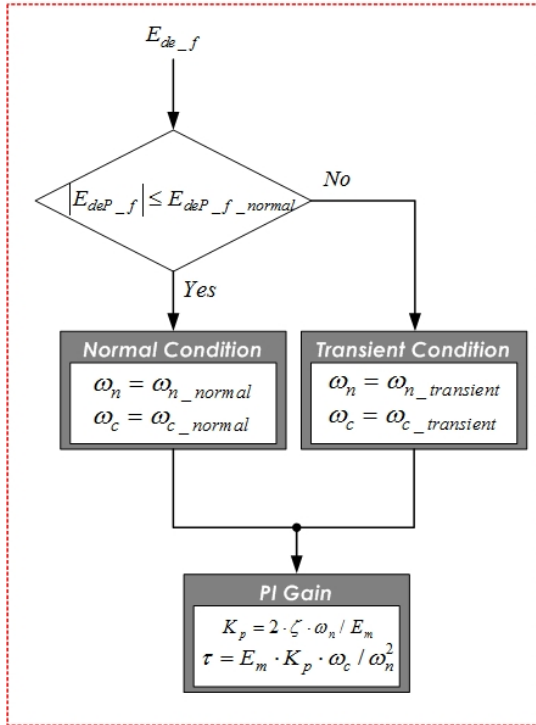 E_{de_f}
|E_{deP_f}| ≤ E_{deP_f_normal}
No
Yes
Normal Condition
ω_n = ω_{n_normal}
ω_c = ω_{c_normal}
Transient Condition
ω_n = ω_{n_transient}
ω_c = ω_{c_transient}
PI Gain
K_p = 2 · ζ · ω_n / E_m
τ = E_m · K_p · ω_c / ω_n^2